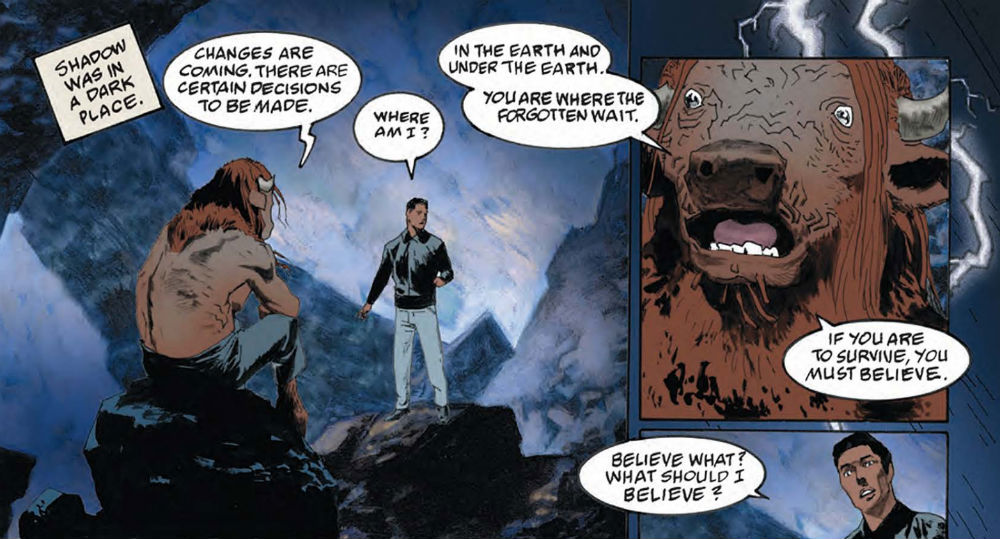 SHADOW
WAS IN
A DARK
PLACE.
CHANGES ARE
COMING. THERE ARE
CERTAIN DECISIONS
TO BE MADE.
WHERE
AM I?
IN THE EARTH AND
UNDER THE EARTH.
YOU ARE WHERE THE
FORGOTTEN WAIT.
IF YOU ARE
TO SURVIVE, YOU
MUST BELIEVE.
BELIEVE WHAT?
WHAT SHOULD I
BELIEVE?